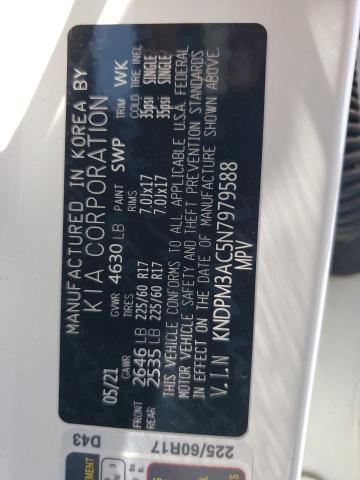 MANUFACTURED IN KOREA BY
KIA CORPORATION
05/21 GVWR 4630 LB PAINT SWP TRIM WK
GAWR TIRES RIMS COLD TIRE INFL
FRONT 2646 LB 225/60 R17 7.0JX17 35psi SINGLE
REAR 2535 LB 225/60 R17 7.0JX17 35psi SINGLE
THIS VEHICLE CONFORMS TO ALL APPLICABLE U.S.A. FEDERAL
MOTOR VEHICLE SAFETY AND THEFT PREVENTION STANDARDS
IN EFFECT ON THE DATE OF MANUFACTURE SHOWN ABOVE.
V.I.N KNDPM3AC5N7979588
MPV
D43
225/60R17